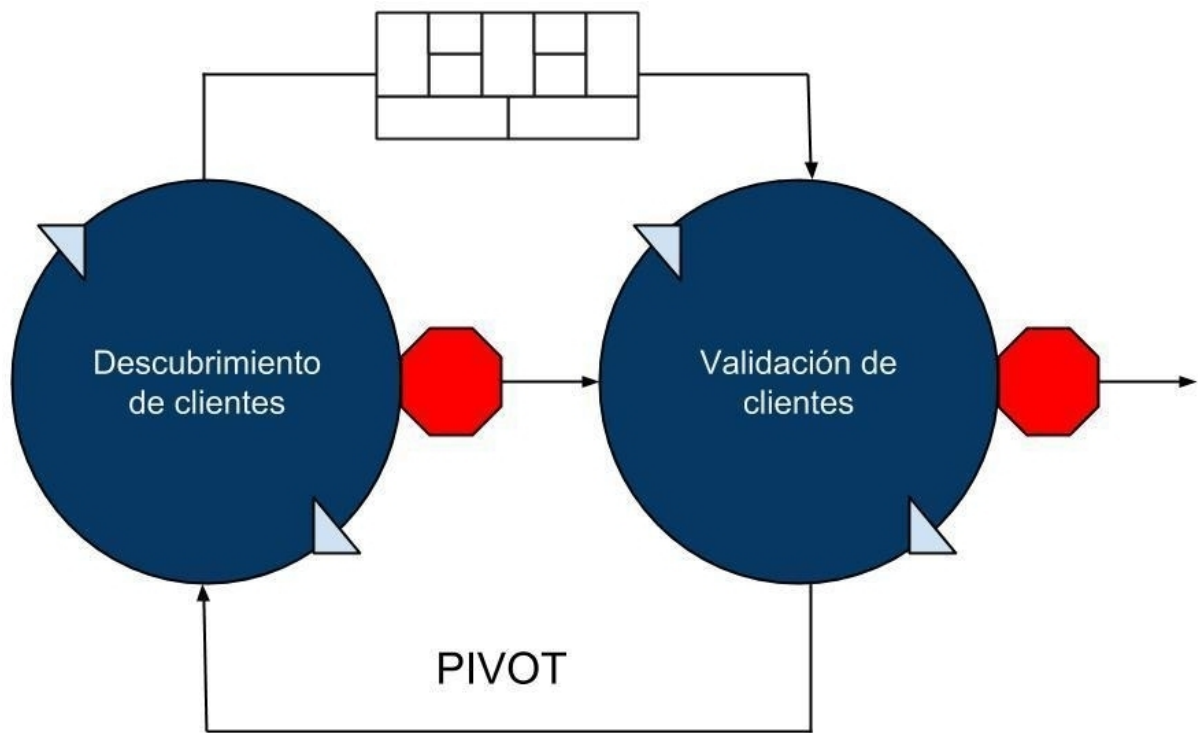 Descubrimiento
de clientes
Validación de
clientes
PIVOT